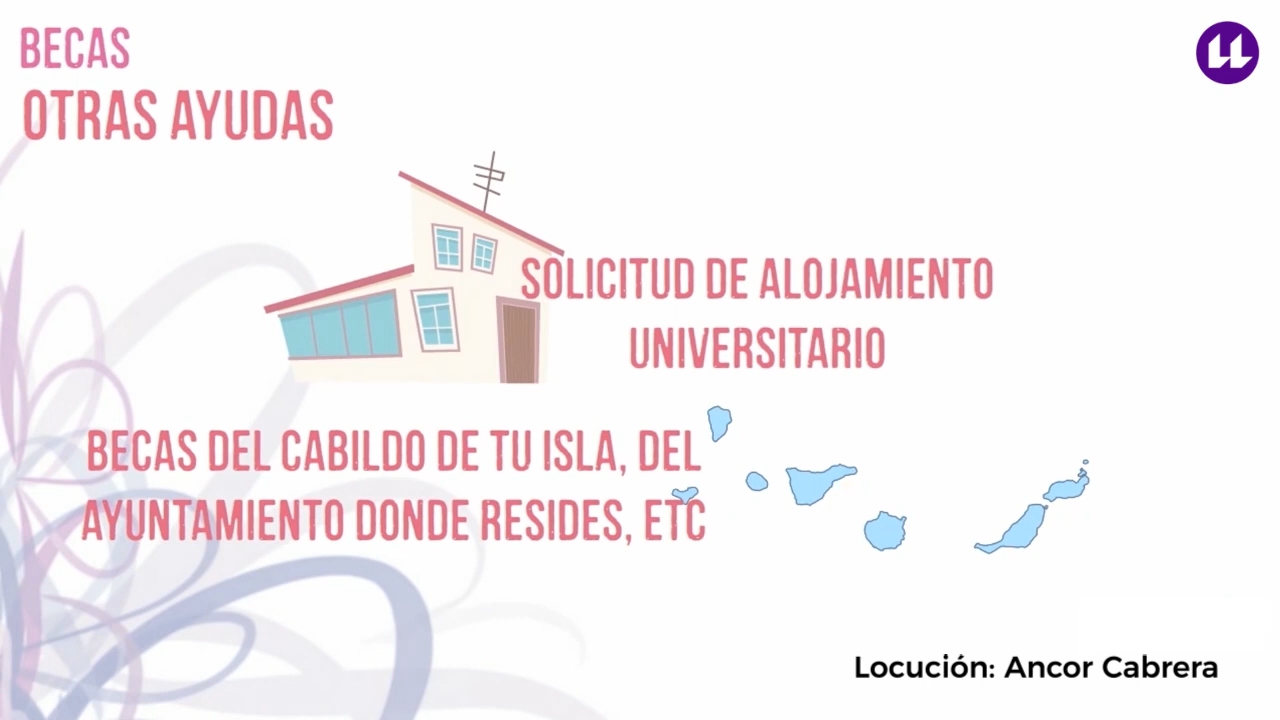 BECAS
OTRAS AYUDAS
SOLICITUD DE ALOJAMIENTO
UNIVERSITARIO
BECAS DEL CABILDO DE TU ISLA, DEL
AYUNTAMIENTO DONDE RESIDES, ETC
Locución: Ancor Cabrera